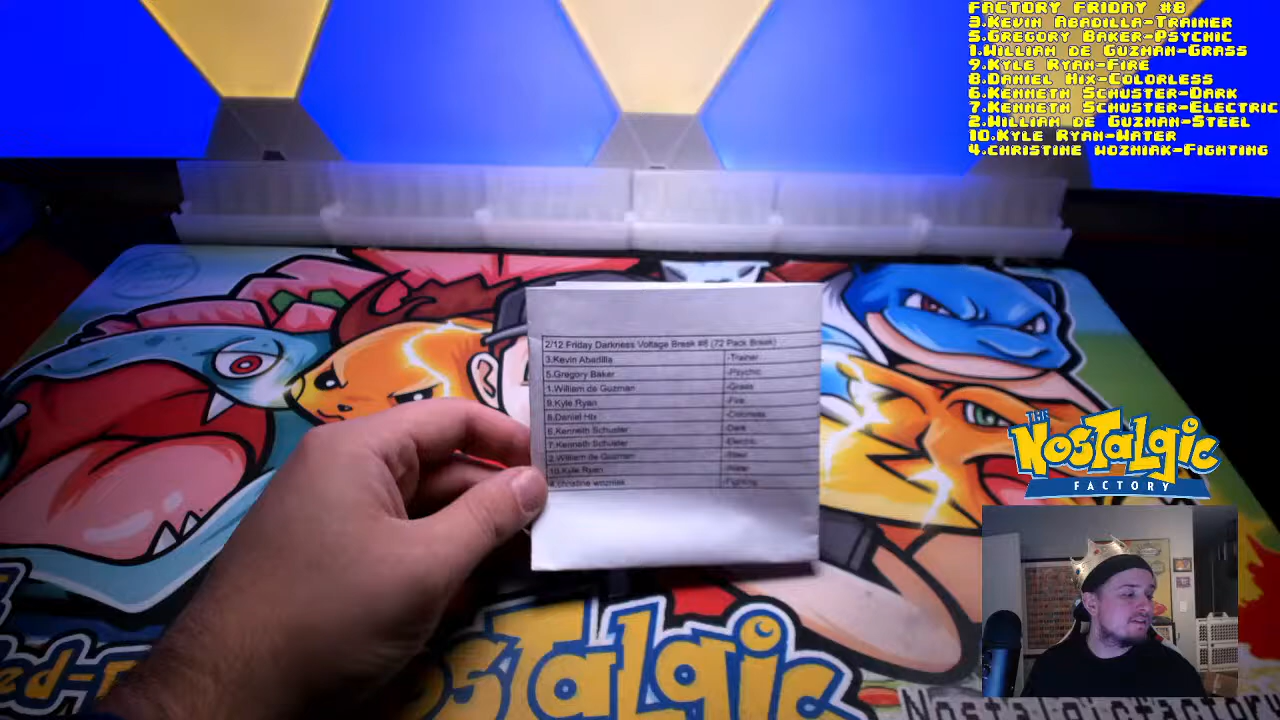 FACTORY FRIDAY #8
3.KEVIN ABADILLA-TRAINER
5.GREGORY BAKER-PSYCHIC
1.WILLIAM DE GUZMAN-GRASS
9.KYLE RYAN-FIRE
8.DANIEL HIX-COLORLESS
6.KENNETH SCHUSTER-DARK
7.KENNETH SCHUSTER-ELECTRIC
2.WILLIAM DE GUZMAN-STEEL
10.KYLE RYAN-WATER
4.CHRISTINE WOZNIAK-FIGHTING
2/12 Friday Darkness Voltage Break #8 (72 Pack Break)
3.Kevin Abadilla -Trainer
5.Gregory Baker -Psychic
1.William de Guzman -Grass
9.Kyle Ryan -Fire
8.Daniel Hix -Colorless
6.Kenneth Schuster -Dark
7.Kenneth Schuster -Electric
2.William de Guzman -Steel
10.Kyle Ryan -Water
4.christine wozniak -Fighting
THE
NOSTALGIC
FACTORY
Nostalgic
Nostalgicfactory